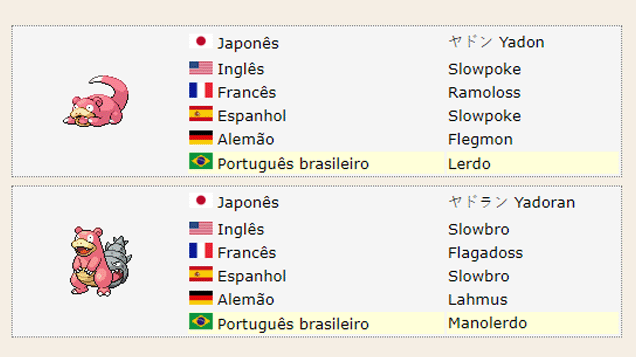 Japonês ヤドン Yadon
Inglês Slowpoke
Francês Ramoloss
Espanhol Slowpoke
Alemão Flegmon
Português brasileiro Lerdo
Japonês ヤドラン Yadoran
Inglês Slowbro
Francês Flagadoss
Espanhol Slowbro
Alemão Lahmus
Português brasileiro Manolerdo